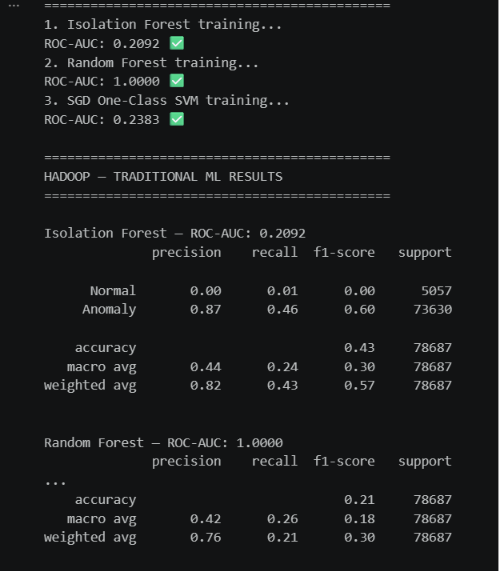 ...
=============================================
1. Isolation Forest training...
ROC-AUC: 0.2092 ✅
2. Random Forest training...
ROC-AUC: 1.0000 ✅
3. SGD One-Class SVM training...
ROC-AUC: 0.2383 ✅
=============================================
HADOOP — TRADITIONAL ML RESULTS
=============================================
Isolation Forest — ROC-AUC: 0.2092
precision recall f1-score support
Normal 0.00 0.01 0.00 5057
Anomaly 0.87 0.46 0.60 73630
accuracy 0.43 78687
macro avg 0.44 0.24 0.30 78687
weighted avg 0.82 0.43 0.57 78687
Random Forest — ROC-AUC: 1.0000
precision recall f1-score support
...
accuracy 0.21 78687
macro avg 0.42 0.26 0.18 78687
weighted avg 0.76 0.21 0.30 78687